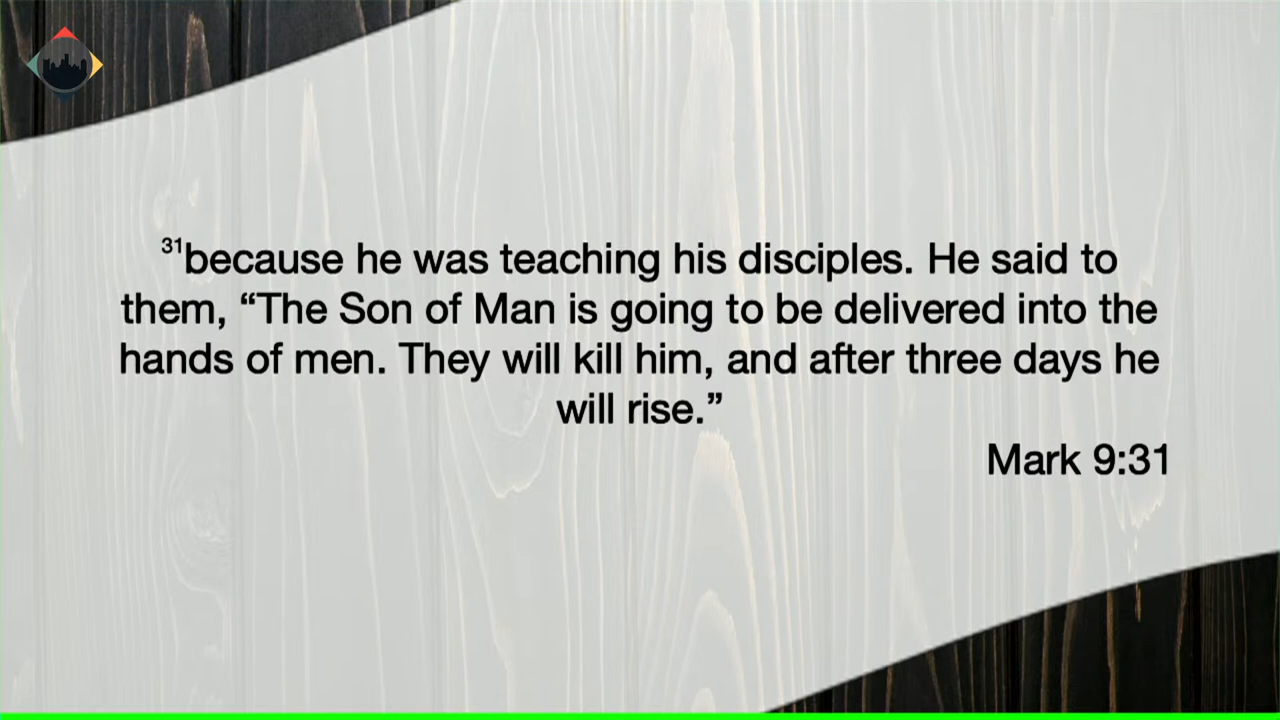 ³¹because he was teaching his disciples. He said to
them, “The Son of Man is going to be delivered into the
hands of men. They will kill him, and after three days he
will rise.”
Mark 9:31